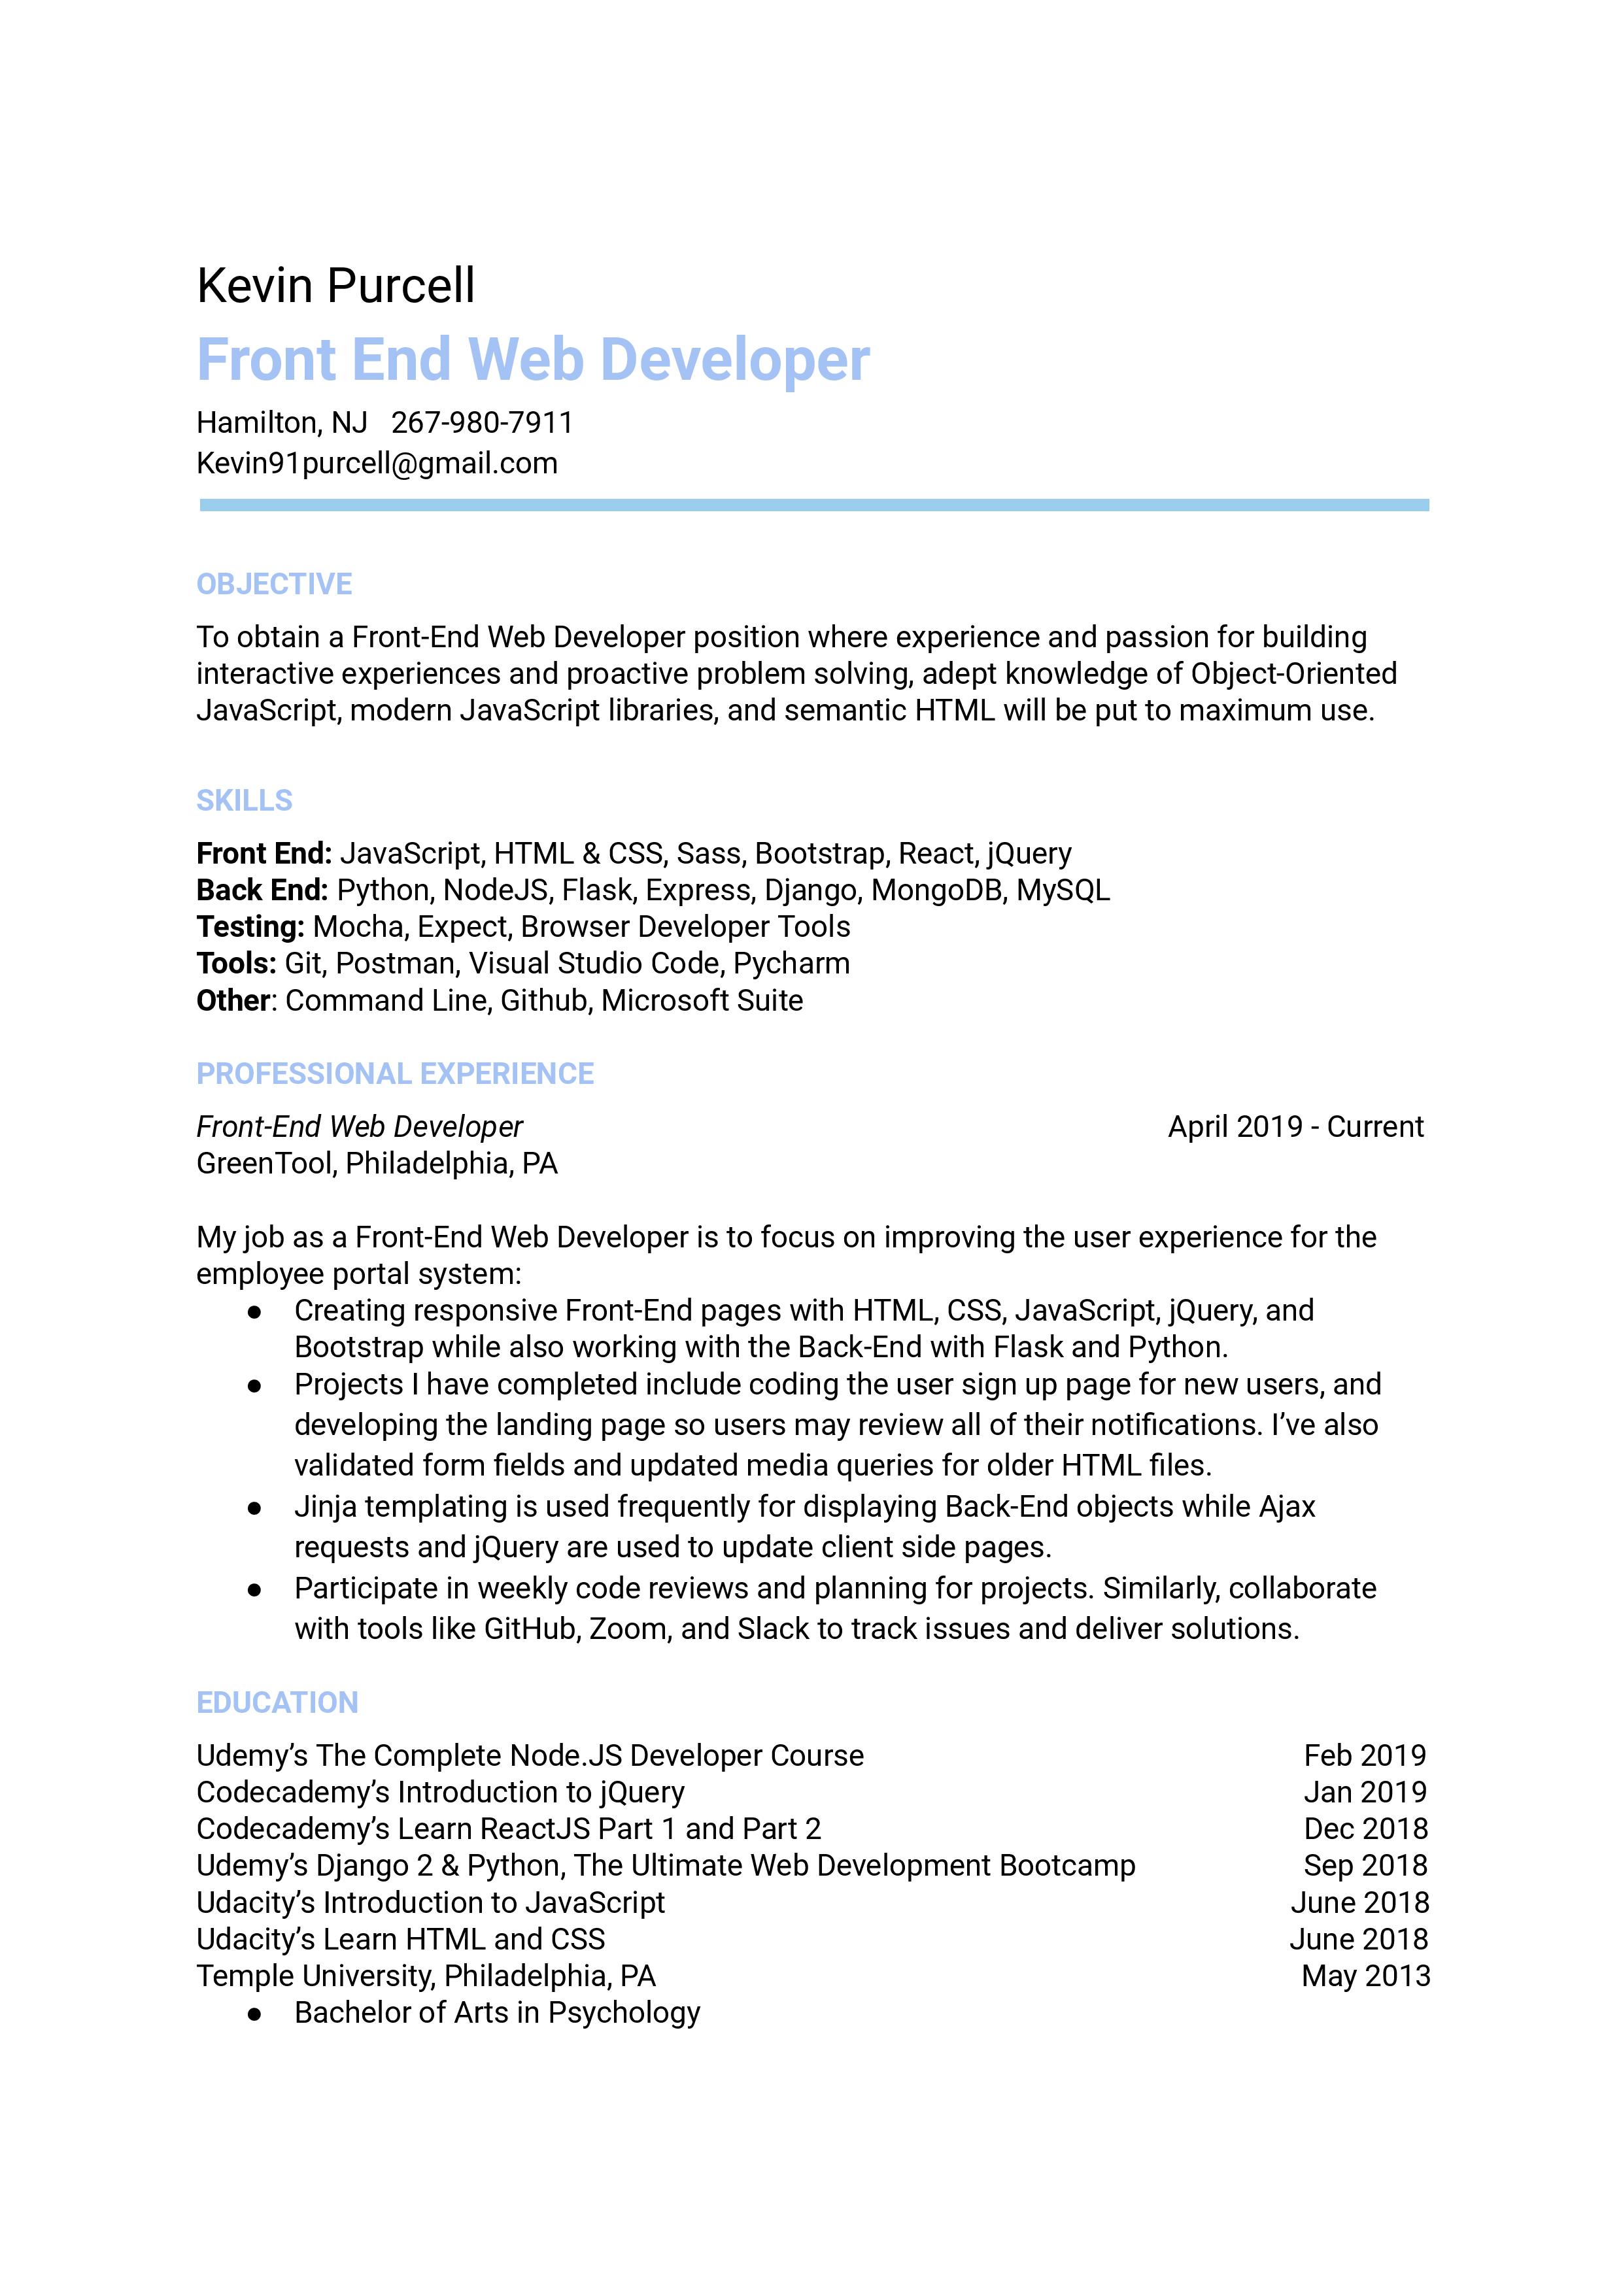 Kevin Purcell
Front End Web Developer
Hamilton, NJ   267-980-7911
Kevin91purcell@gmail.com
OBJECTIVE
To obtain a Front-End Web Developer position where experience and passion for building
interactive experiences and proactive problem solving, adept knowledge of Object-Oriented
JavaScript, modern JavaScript libraries, and semantic HTML will be put to maximum use.
SKILLS
Front End: JavaScript, HTML & CSS, Sass, Bootstrap, React, jQuery
Back End: Python, NodeJS, Flask, Express, Django, MongoDB, MySQL
Testing: Mocha, Expect, Browser Developer Tools
Tools: Git, Postman, Visual Studio Code, Pycharm
Other: Command Line, Github, Microsoft Suite
PROFESSIONAL EXPERIENCE
Front-End Web Developer April 2019 - Current
GreenTool, Philadelphia, PA
My job as a Front-End Web Developer is to focus on improving the user experience for the
employee portal system:
● Creating responsive Front-End pages with HTML, CSS, JavaScript, jQuery, and
Bootstrap while also working with the Back-End with Flask and Python.
● Projects I have completed include coding the user sign up page for new users, and
developing the landing page so users may review all of their notifications. I’ve also
validated form fields and updated media queries for older HTML files.
● Jinja templating is used frequently for displaying Back-End objects while Ajax
requests and jQuery are used to update client side pages.
● Participate in weekly code reviews and planning for projects. Similarly, collaborate
with tools like GitHub, Zoom, and Slack to track issues and deliver solutions.
EDUCATION
Udemy’s The Complete Node.JS Developer Course Feb 2019
Codecademy’s Introduction to jQuery Jan 2019
Codecademy’s Learn ReactJS Part 1 and Part 2 Dec 2018
Udemy’s Django 2 & Python, The Ultimate Web Development Bootcamp Sep 2018
Udacity’s Introduction to JavaScript June 2018
Udacity’s Learn HTML and CSS June 2018
Temple University, Philadelphia, PA May 2013
● Bachelor of Arts in Psychology